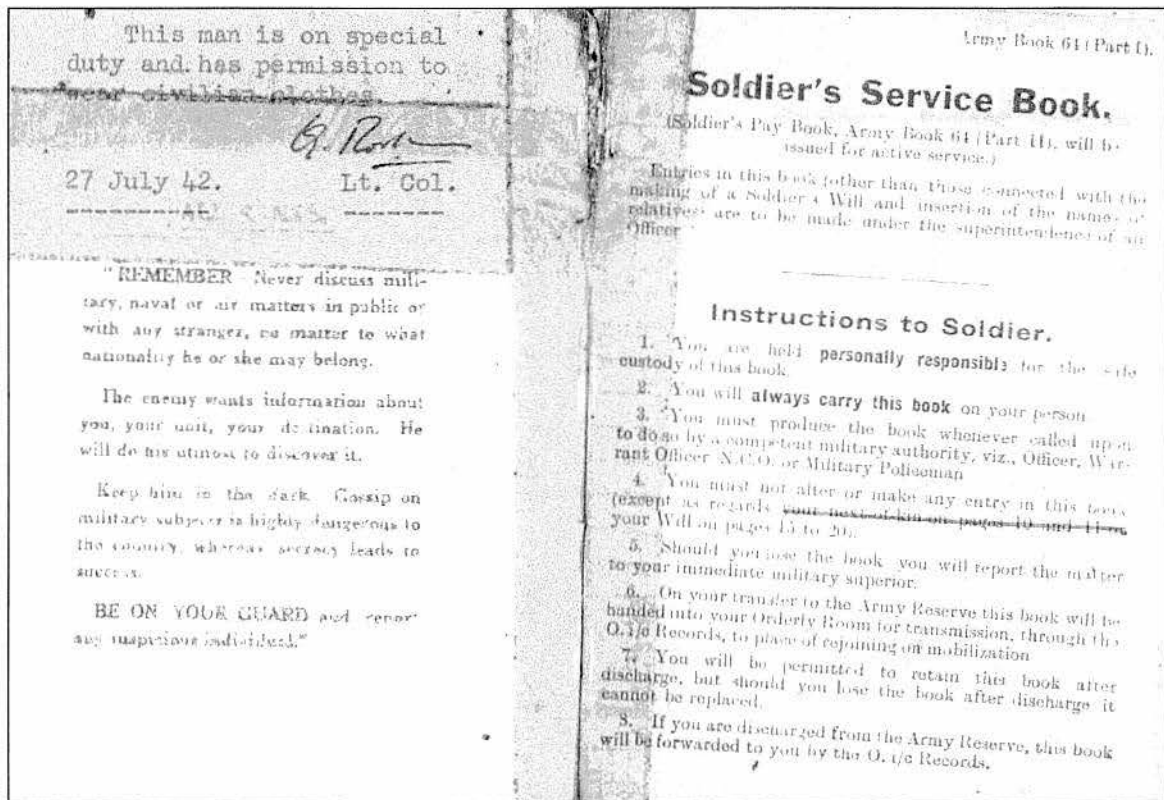 This man is on special
duty and has permission to
wear civilian clothes.
27 July 42. Lt. Col.
"REMEMBER Never discuss mili-
tary, naval or air matters in public or
with any stranger, no matter to what
nationality he or she may belong.
The enemy wants information about
you, your unit, your destination. He
will do his utmost to discover it.
Keep him in the dark. Gossip on
military subjects is highly dangerous to
the country, whereas secrecy leads to
success.
BE ON YOUR GUARD and report
any suspicious individual."
Army Book 64 (Part I).
Soldier's Service Book.
(Soldier's Pay Book, Army Book 64 (Part II), will be
issued for active service.)
Entries in this book (other than those connected with the
making of a Soldier's Will and insertion of the names of
relatives) are to be made under the superintendence of an
Officer
Instructions to Soldier.
1. You are held personally responsible for the safe
custody of this book.
2. You will always carry this book on your person
3. You must produce the book whenever called upon
to do so by a competent military authority, viz., Officer, War-
rant Officer N.C.O. or Military Policeman
4. You must not alter or make any entry in this book
(except as regards your next-of-kin on pages 10 and 11 or
your Will on pages 15 to 20).
5. Should you lose the book you will report the matter
to your immediate military superior.
6. On your transfer to the Army Reserve this book will be
handed into your Orderly Room for transmission, through the
O. i/c Records, to place of rejoining on mobilization
7. You will be permitted to retain this book after
discharge, but should you lose the book after discharge it
cannot be replaced.
8. If you are discharged from the Army Reserve, this book
will be forwarded to you by the O. i/c Records.